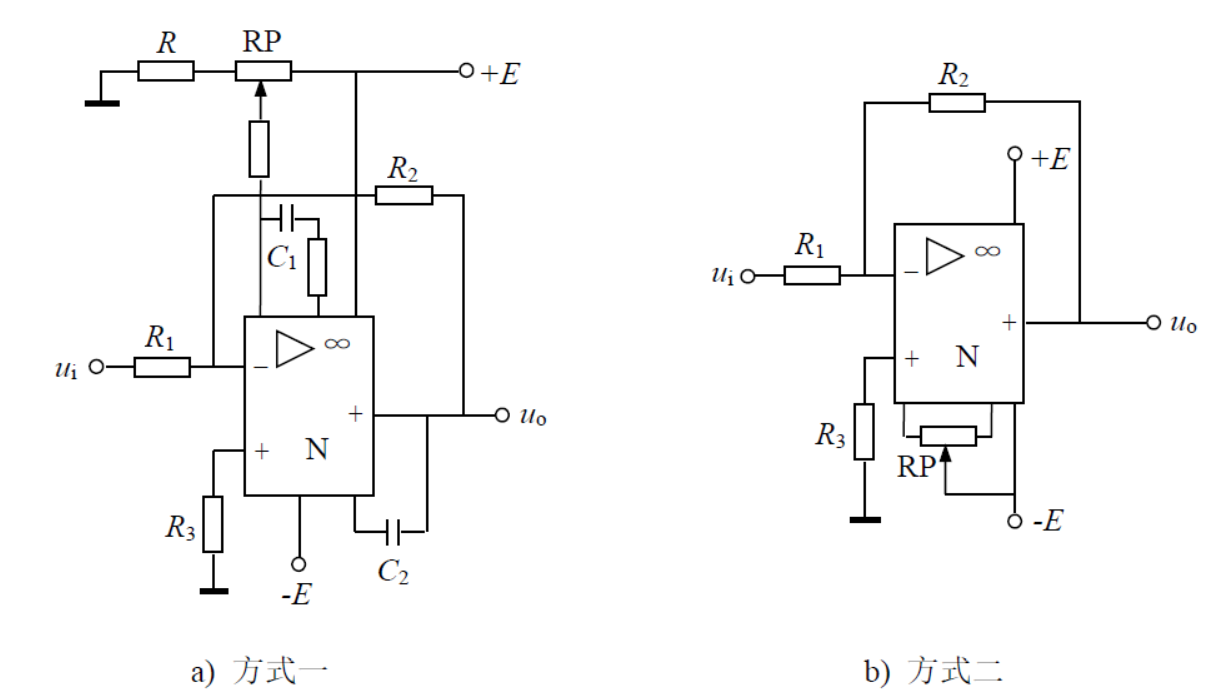 R RP
+E
R₂
C₁
R₁
∞
uᵢ
−
+
uₒ
+ N
R₃
C₂
-E
a) 方式一
R₂
+E
R₁
∞
uᵢ
−
+
uₒ
+ N
R₃
RP
-E
b) 方式二